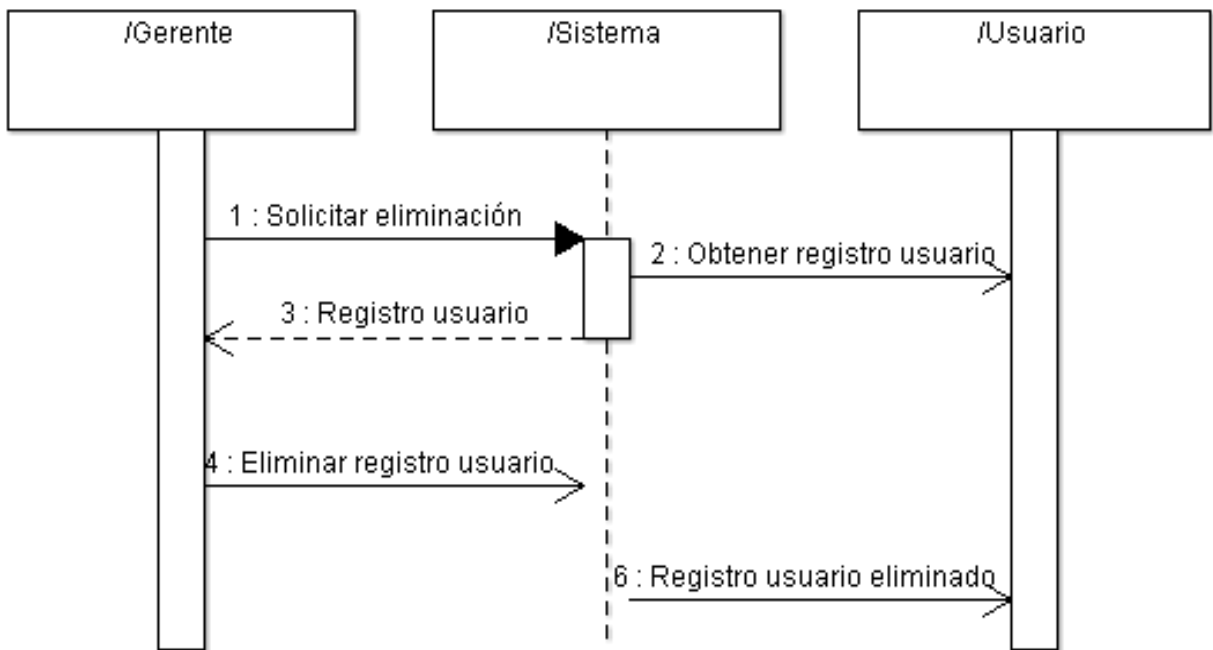 /Gerente
/Sistema
/Usuario
1 : Solicitar eliminación
2 : Obtener registro usuario
3 : Registro usuario
4 : Eliminar registro usuario
6 : Registro usuario eliminado